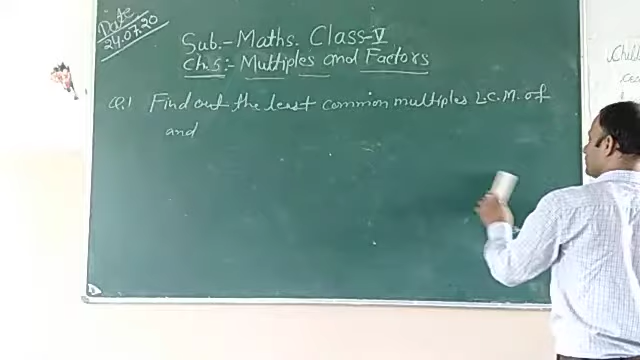 Date
24.07.20
Sub:- Maths. Class-V
Ch.5:- Multiples and Factors
Q.1 Find out the least common multiples L.C.M. of
and